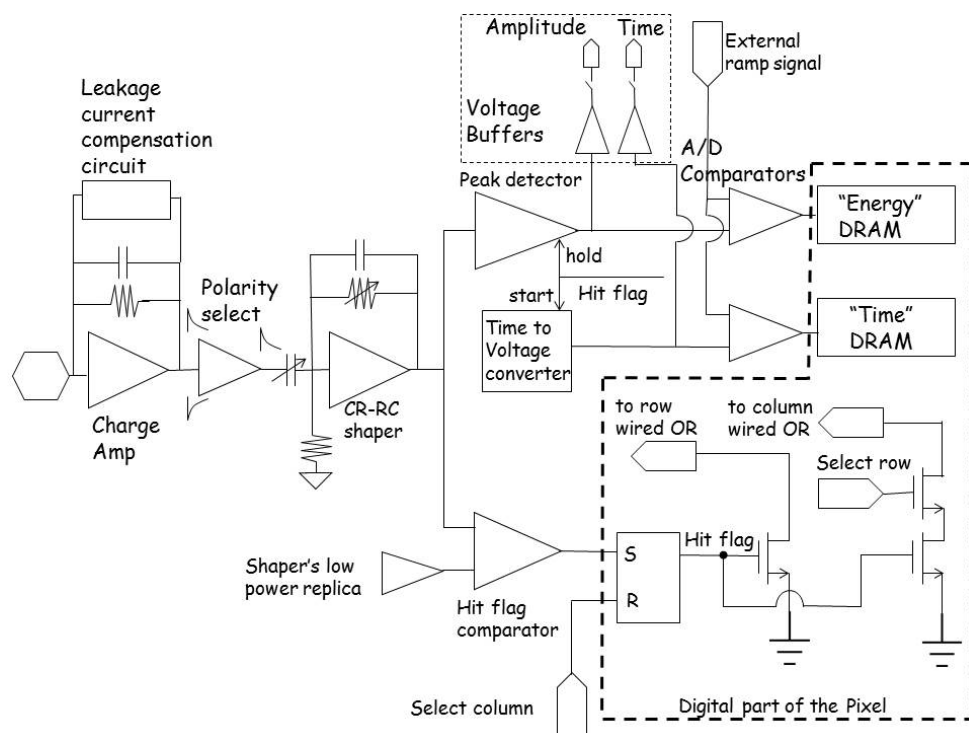 Amplitude
Time
External
ramp signal
Leakage
current
compensation
circuit
Voltage
Buffers
A/D
Comparators
Peak detector
"Energy"
DRAM
hold
Hit flag
start
Polarity
select
Time to
Voltage
converter
"Time"
DRAM
Charge
Amp
CR-RC
shaper
to row
wired OR
to column
wired OR
Select row
Hit flag
S
R
Shaper's low
power replica
Hit flag
comparator
Select column
Digital part of the Pixel